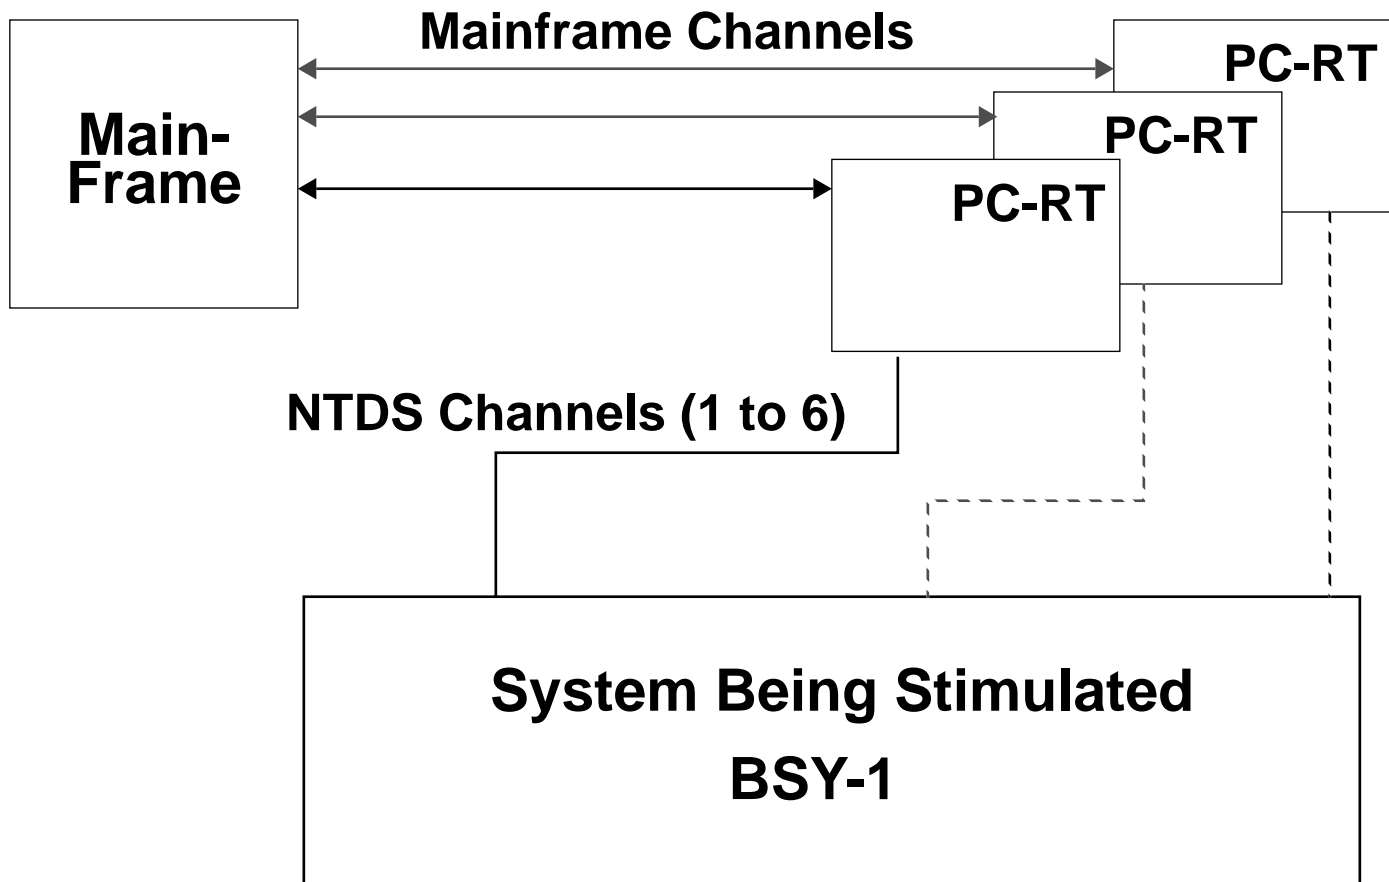 Mainframe Channels
PC-RT
PC-RT
PC-RT
Main-
Frame
NTDS Channels (1 to 6)
System Being Stimulated
BSY-1